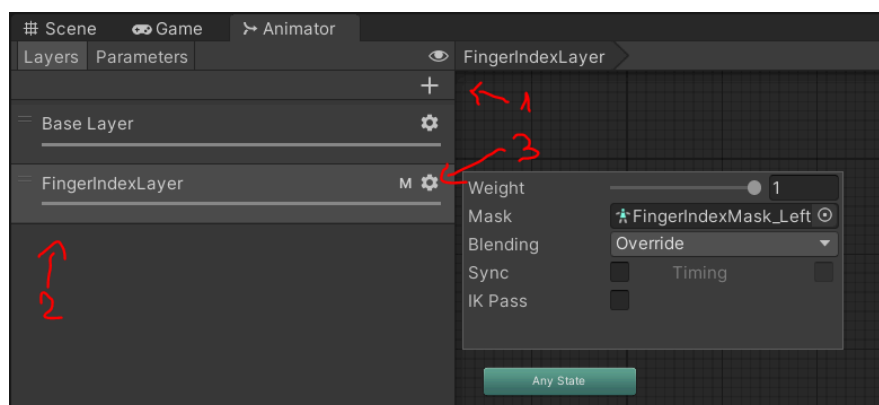 Scene Game Animator
Layers Parameters FingerIndexLayer
1
Base Layer
3
FingerIndexLayer M
Weight 1
Mask FingerIndexMask_Left
Blending Override
Sync Timing
IK Pass
2
Any State